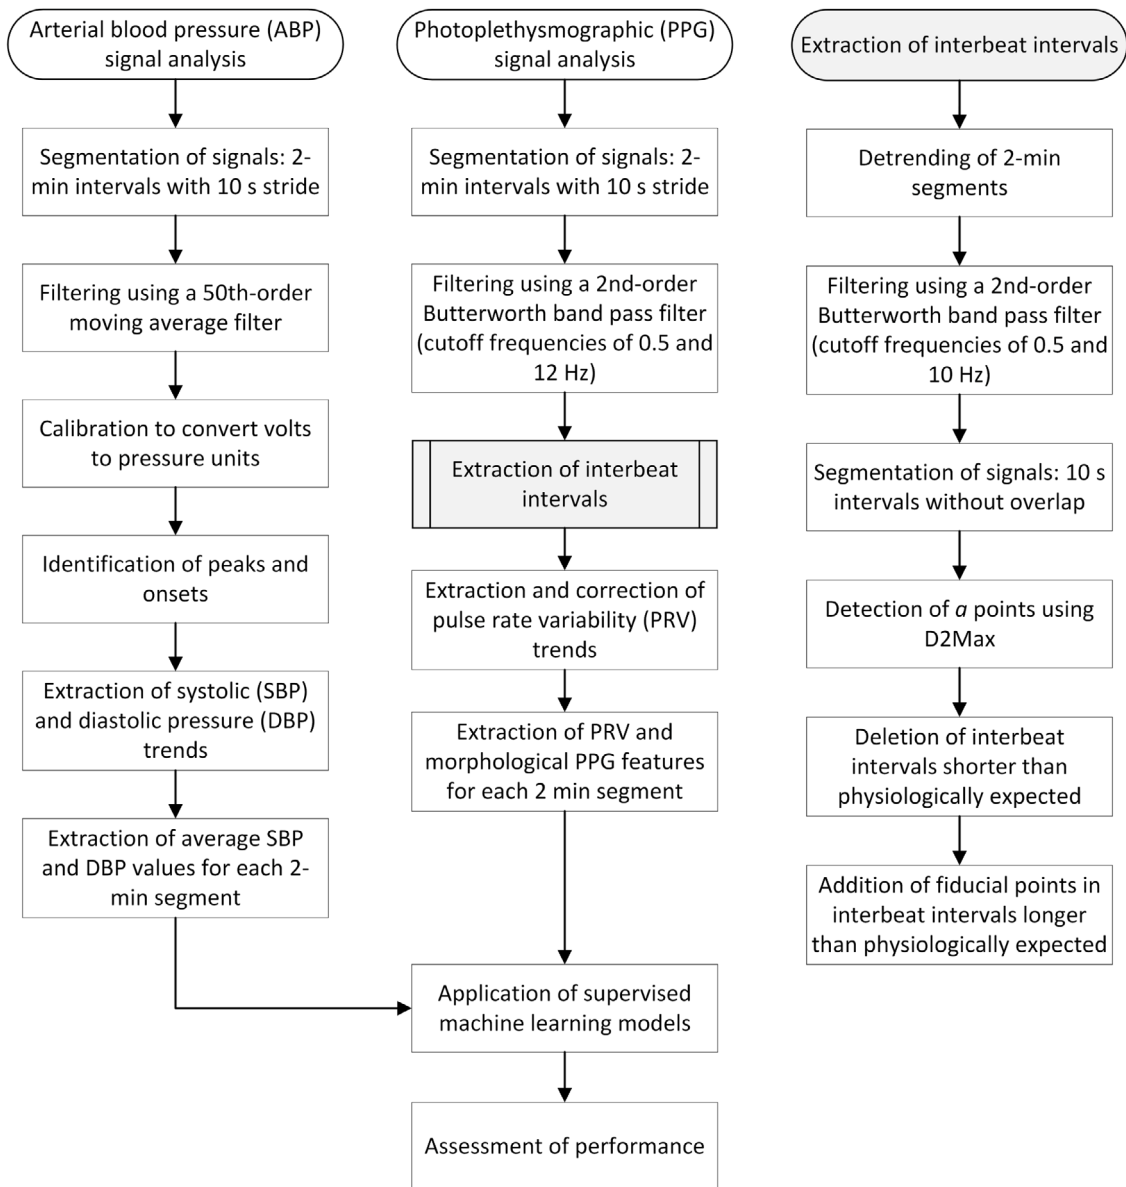 Arterial blood pressure (ABP)
signal analysis
Segmentation of signals: 2-
min intervals with 10 s stride
Filtering using a 50th-order
moving average filter
Calibration to convert volts
to pressure units
Identification of peaks and
onsets
Extraction of systolic (SBP)
and diastolic pressure (DBP)
trends
Extraction of average SBP
and DBP values for each 2-
min segment
Photoplethysmographic (PPG)
signal analysis
Segmentation of signals: 2-
min intervals with 10 s stride
Filtering using a 2nd-order
Butterworth band pass filter
(cutoff frequencies of 0.5 and
12 Hz)
Extraction of interbeat
intervals
Extraction and correction of
pulse rate variability (PRV)
trends
Extraction of PRV and
morphological PPG features
for each 2 min segment
Application of supervised
machine learning models
Assessment of performance
Extraction of interbeat intervals
Detrending of 2-min
segments
Filtering using a 2nd-order
Butterworth band pass filter
(cutoff frequencies of 0.5 and
10 Hz)
Segmentation of signals: 10 s
intervals without overlap
Detection of a points using
D2Max
Deletion of interbeat
intervals shorter than
physiologically expected
Addition of fiducial points in
interbeat intervals longer
than physiologically expected